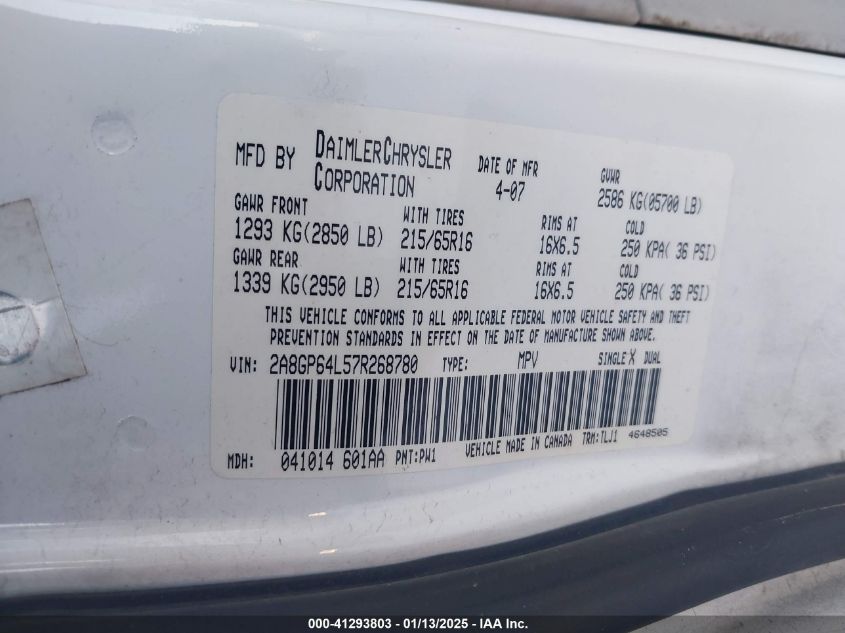 MFD BY DAIMLERCHRYSLER CORPORATION DATE OF MFR 4-07 GVWR 2586 KG(05700 LB)
GAWR FRONT WITH TIRES RIMS AT COLD
1293 KG(2850 LB) 215/65R16 16X6.5 250 KPA( 36 PSI)
GAWR REAR WITH TIRES RIMS AT COLD
1339 KG(2950 LB) 215/65R16 16X6.5 250 KPA( 36 PSI)
THIS VEHICLE CONFORMS TO ALL APPLICABLE FEDERAL MOTOR VEHICLE SAFETY AND THEFT
PREVENTION STANDARDS IN EFFECT ON THE DATE OF MANUFACTURE SHOWN ABOVE.
VIN: 2A8GP64L57R268780 TYPE: MPV SINGLE X DUAL
MDH: 041014 601AA PNT:PW1 VEHICLE MADE IN CANADA TRM:TLJ1 4648505
000-41293803 / 01/13/2025 / IAA Inc.